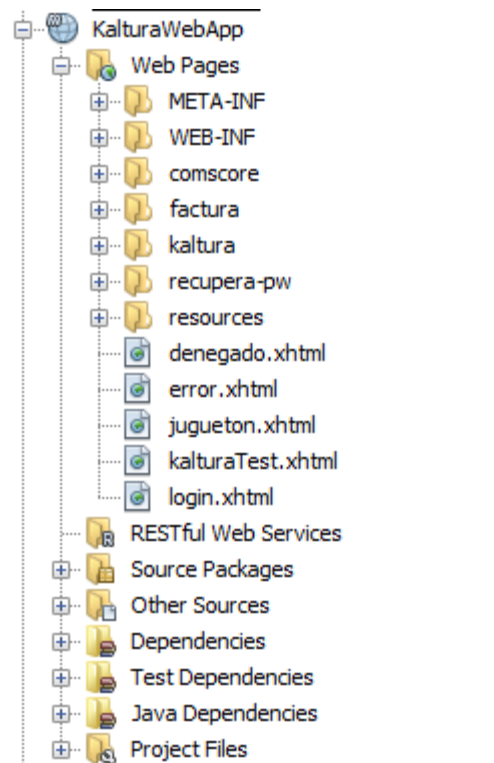 KalturaWebApp
Web Pages
META-INF
WEB-INF
comscore
factura
kaltura
recupera-pw
resources
denegado.xhtml
error.xhtml
jugueton.xhtml
kalturaTest.xhtml
login.xhtml
RESTful Web Services
Source Packages
Other Sources
Dependencies
Test Dependencies
Java Dependencies
Project Files